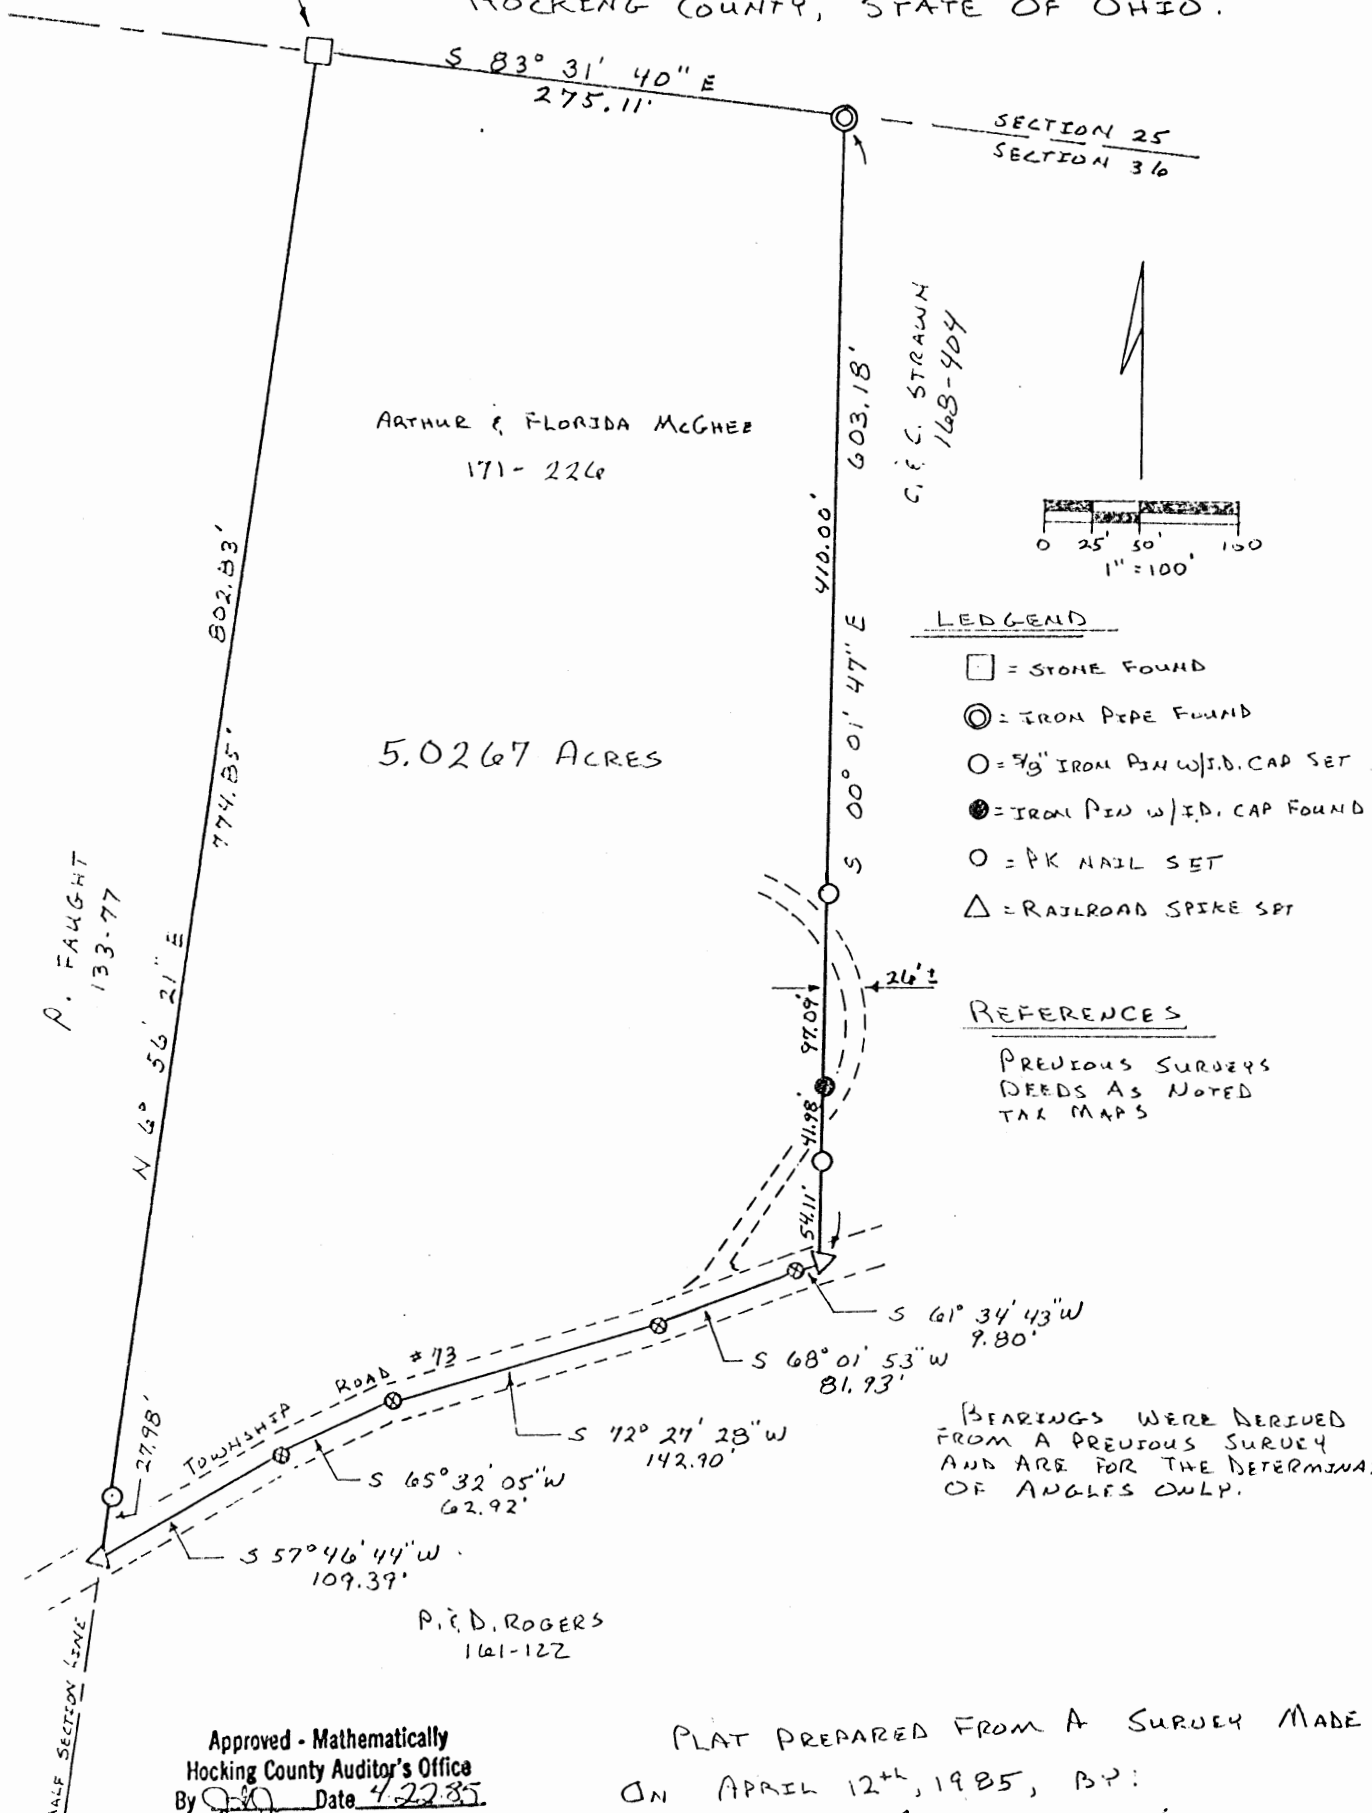 HOCKING COUNTY, STATE OF OHIO.
S 83° 31' 40" E
275.11'
SECTION 25
SECTION 36
C. & C. STRAWN
168-404
603.18'
410.00'
S 00° 01' 47" E
ARTHUR & FLORIDA McGHEE
171-226
802.83'
774.85'
N 6° 56' 21" E
5.0267 ACRES
P. FAUGHT
133-77
0 25' 50' 100
1" = 100'
LEDGEND
= STONE FOUND
= IRON PIPE FOUND
= 5/8" IRON PIN W/I.D. CAP SET
= IRON PIN W/I.D. CAP FOUND
= PK NAIL SET
= RAILROAD SPIKE SET
26'±
97.09'
41.98'
54.11'
REFERENCES
PREVIOUS SURVEYS
DEEDS AS NOTED
TAX MAPS
S 61° 34' 43" W
9.80'
S 68° 01' 53" W
81.93'
S 72° 27' 28" W
142.90'
TOWNSHIP ROAD #73
S 65° 32' 05" W
62.92'
27.98'
S 57° 46' 44" W
109.39'
BEARINGS WERE DERIVED
FROM A PREVIOUS SURVEY
AND ARE FOR THE DETERMINA
OF ANGLES ONLY.
P. & D. ROGERS
161-122
HALF SECTION LINE
Approved - Mathematically
Hocking County Auditor's Office
By Date 4.22.85
PLAT PREPARED FROM A SURVEY MADE
ON APRIL 12th, 1985, BY: